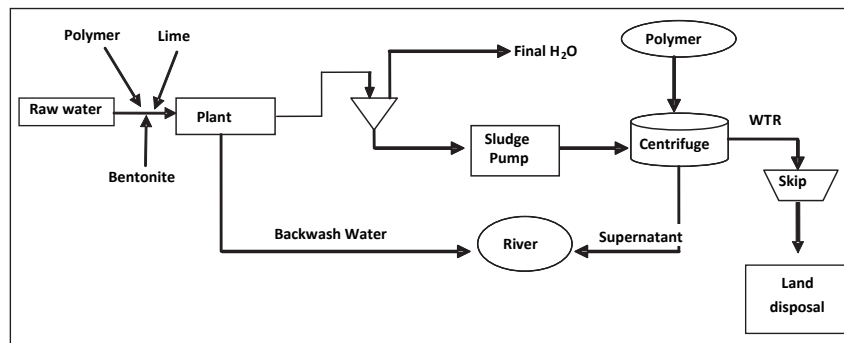 Polymer
Lime
Raw water
Bentonite
Plant
Final H₂O
Polymer
Sludge
Pump
Centrifuge
WTR
Skip
Backwash Water
River
Supernatant
Land
disposal